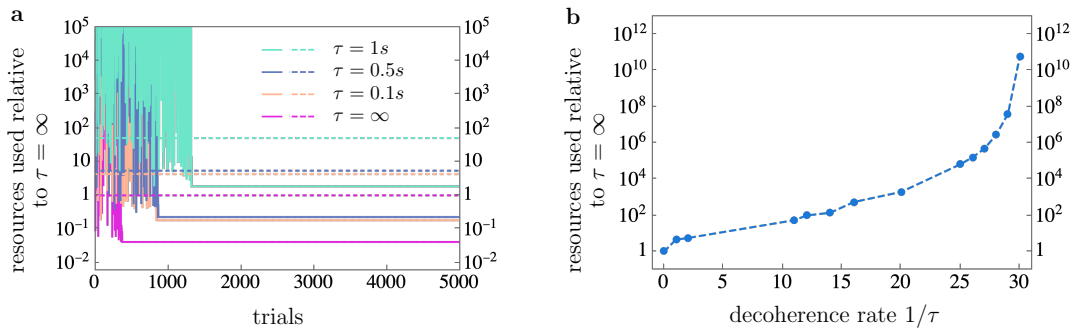 a
resources used relative
to τ = ∞
10^5
10^4
10^3
10^2
10
1
10^-1
10^-2
τ = 1s
τ = 0.5s
τ = 0.1s
τ = ∞
10^5
10^4
10^3
10^2
10
1
10^-1
10^-2
0 1000 2000 3000 4000 5000
trials
b
resources used relative
to τ = ∞
10^12
10^10
10^8
10^6
10^4
10^2
1
10^12
10^10
10^8
10^6
10^4
10^2
1
0 5 10 15 20 25 30
decoherence rate 1/τ